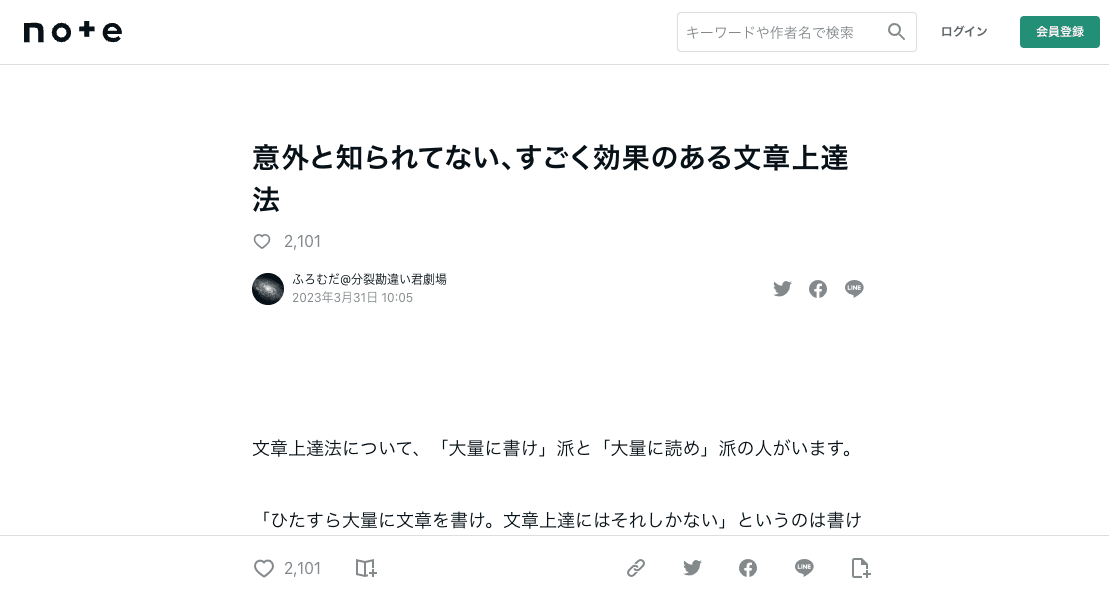 note
キーワードや作者名で検索
ログイン
会員登録
意外と知られてない、すごく効果のある文章上達
法
2,101
ふろむだ@分裂勘違い君劇場
2023年3月31日 10:05
LINE
文章上達法について、「大量に書け」派と「大量に読め」派の人がいます。
「ひたすら大量に文章を書け。文章上達にはそれしかない」というのは書け
2,101
LINE